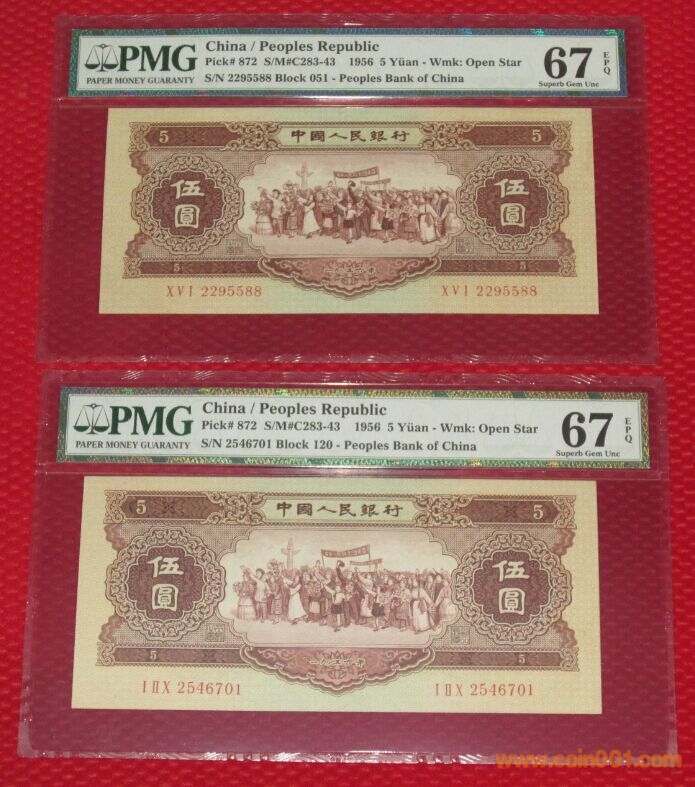 PMG
PAPER MONEY GUARANTY
China / Peoples Republic
Pick# 872 S/M#C283-43 1956 5 Yüan - Wmk: Open Star
S/N 2295588 Block 051 - Peoples Bank of China
67
EPQ
Superb Gem Unc
5 中國人民銀行 5
伍圓 伍圓
5 5
XVI 2295588 XVI 2295588
PMG
PAPER MONEY GUARANTY
China / Peoples Republic
Pick# 872 S/M#C283-43 1956 5 Yüan - Wmk: Open Star
S/N 2546701 Block 120 - Peoples Bank of China
67
EPQ
Superb Gem Unc
5 中國人民銀行 5
伍圓 伍圓
5 一九五六年 5
I II X 2546701 I II X 2546701
www.coin001.com